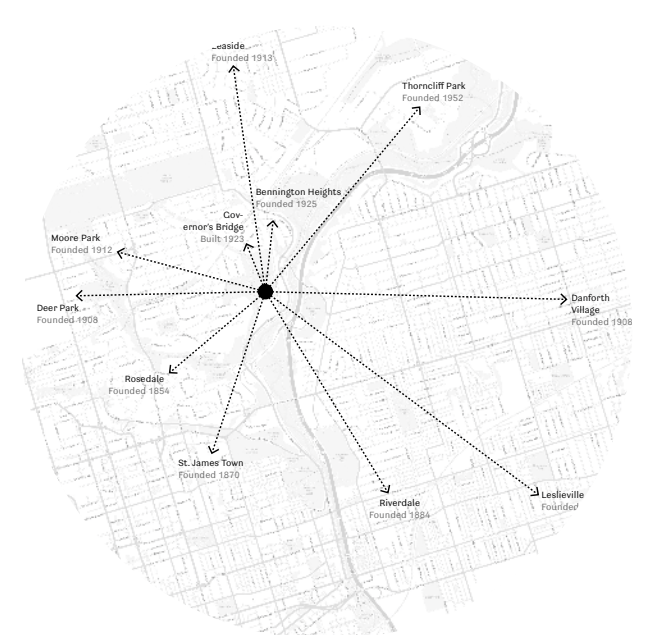 Leaside
Founded 1913
Thorncliff Park
Founded 1952
Bennington Heights
Founded 1925
Gov-
ernor's Bridge
Built 1923
Moore Park
Founded 1912
Deer Park
Founded 1908
Danforth
Village
Founded 1908
Rosedale
Founded 1854
St. James Town
Founded 1870
Riverdale
Founded 1884
Leslieville
Founded